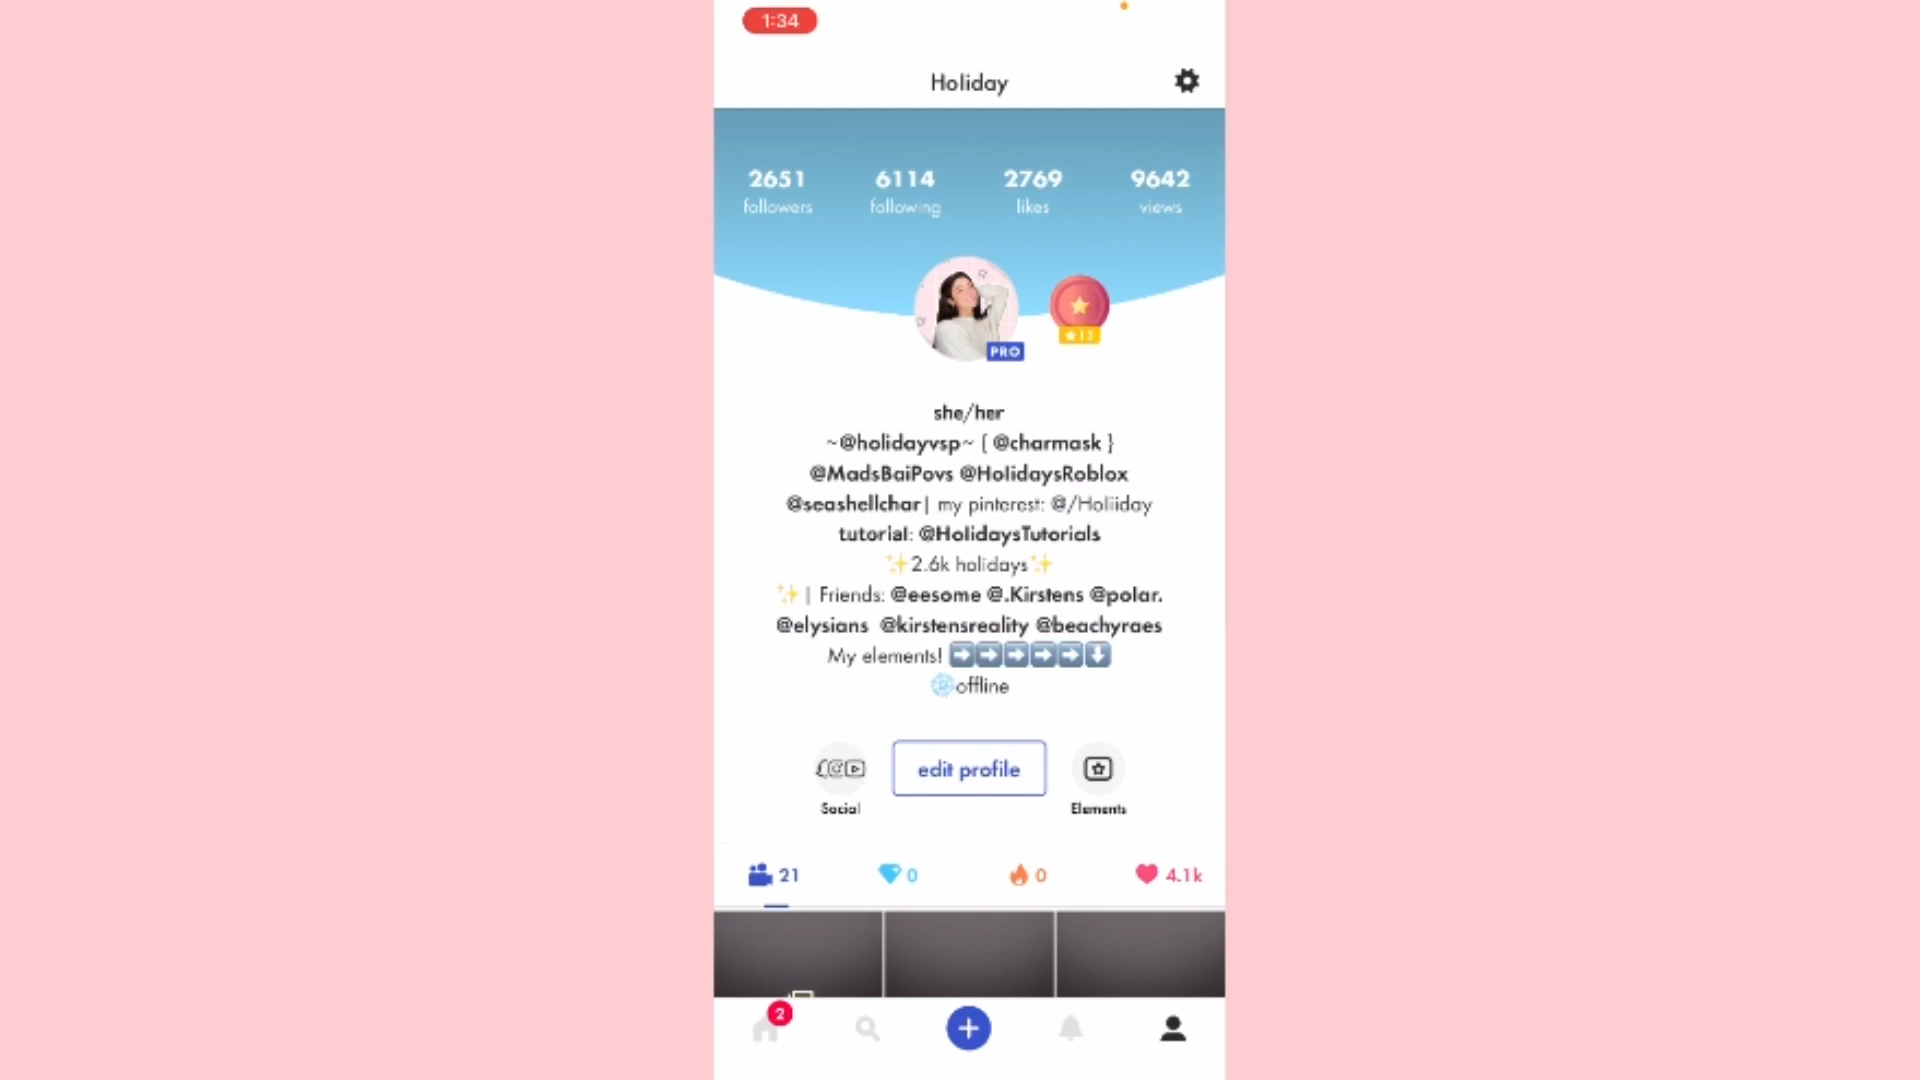 1:34
Holiday
2651 6114 2769 9642
followers following likes views
PRO
13
she/her
~@holidayvsp~ { @charmask }
@MadsBaiPovs @HolidaysRoblox
@seashellchar| my pinterest: @/Holiiday
tutorial: @HolidaysTutorials
✨2.6k holidays✨
✨| Friends: @eesome @.Kirstens @polar.
@elysians @kirstensreality @beachyraes
My elements! ➡️➡️➡️➡️➡️⬇️
offline
edit profile
Social Elements
21 0 0 4.1k
2